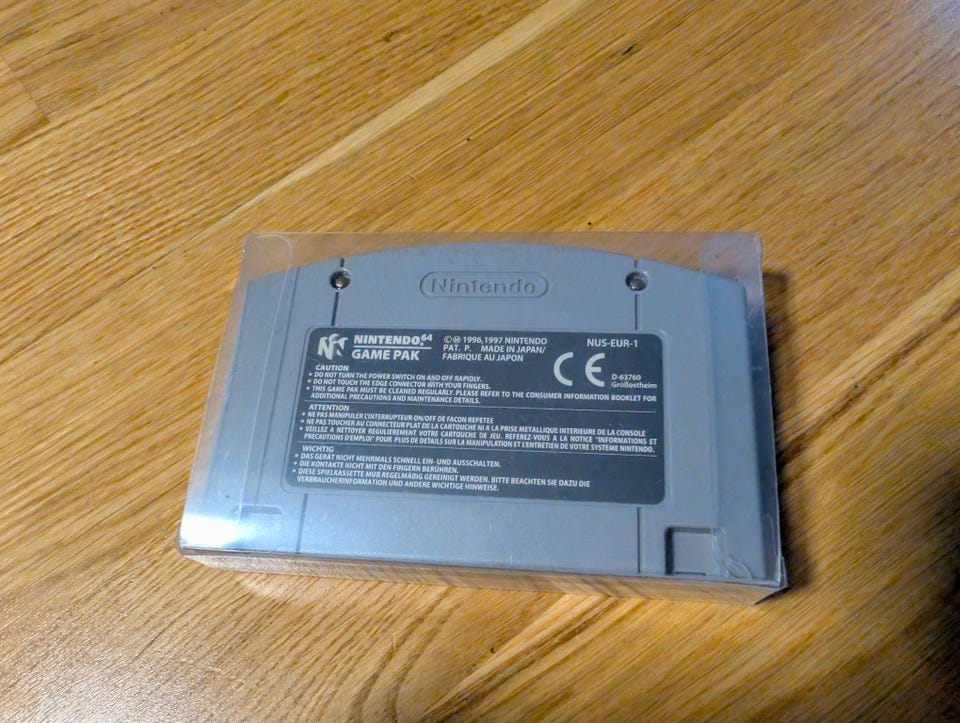 Nintendo
NINTENDO64
GAME PAK
©Ⓜ 1996,1997 NINTENDO
PAT. P. MADE IN JAPAN/
FABRIQUE AU JAPON
NUS-EUR-1
CE
D-63760
Großostheim
CAUTION
• DO NOT TURN THE POWER SWITCH ON AND OFF RAPIDLY.
• DO NOT TOUCH THE EDGE CONNECTOR WITH YOUR FINGERS.
• THIS GAME PAK MUST BE CLEANED REGULARLY. PLEASE REFER TO THE CONSUMER INFORMATION BOOKLET FOR
ADDITIONAL PRECAUTIONS AND MAINTENANCE DETAILS.
ATTENTION
• NE PAS MANIPULER L'INTERRUPTEUR ON/OFF DE FACON REPETEE
• NE PAS TOUCHER AU CONNECTEUR PLAT DE LA CARTOUCHE NI A LA PRISE METALLIQUE INTERIEURE DE LA CONSOLE
• VEILLEZ A NETTOYER REGULIEREMENT VOTRE CARTOUCHE DE JEU. REFEREZ-VOUS A LA NOTICE "INFORMATIONS ET
PRECAUTIONS D'EMPLOI" POUR PLUS DE DETAILS SUR LA MANIPULATION ET L'ENTRETIEN DE VOTRE SYSTEME NINTENDO.
WICHTIG
• DAS GERÄT NICHT MEHRMALS SCHNELL EIN- UND AUSSCHALTEN.
• DIE KONTAKTE NICHT MIT DEN FINGERN BERÜHREN.
• DIESE SPIELKASSETTE MUß REGELMÄßIG GEREINIGT WERDEN. BITTE BEACHTEN SIE DAZU DIE
VERBRAUCHERINFORMATION UND ANDERE WICHTIGE HINWEISE.